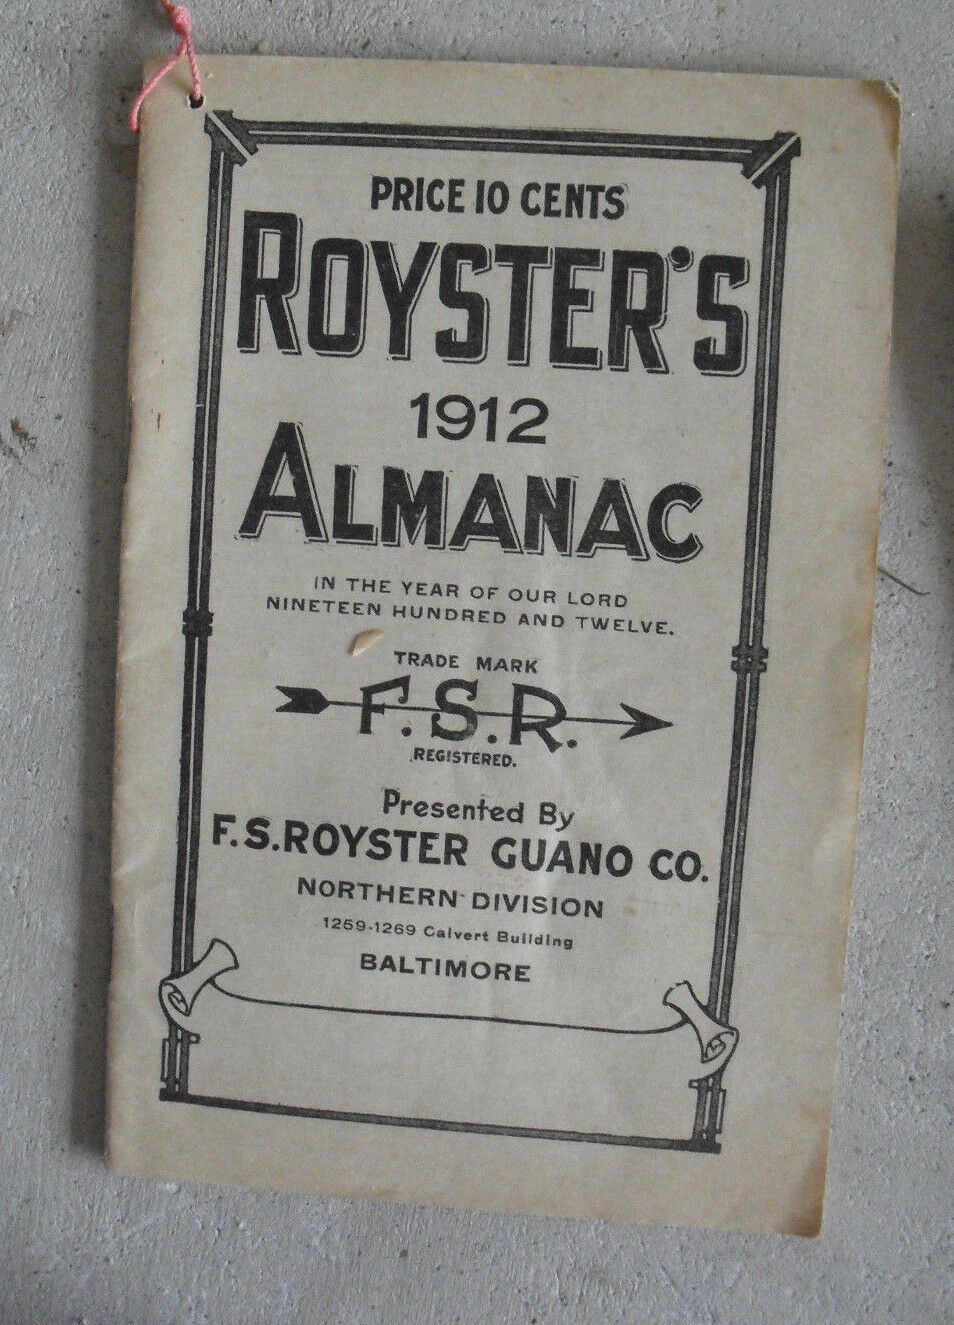 PRICE 10 CENTS
ROYSTER'S
1912
ALMANAC
IN THE YEAR OF OUR LORD
NINETEEN HUNDRED AND TWELVE.
TRADE MARK
F.S.R.
REGISTERED.
Presented By
F.S.ROYSTER GUANO CO.
NORTHERN DIVISION
1259-1269 Calvert Building
BALTIMORE